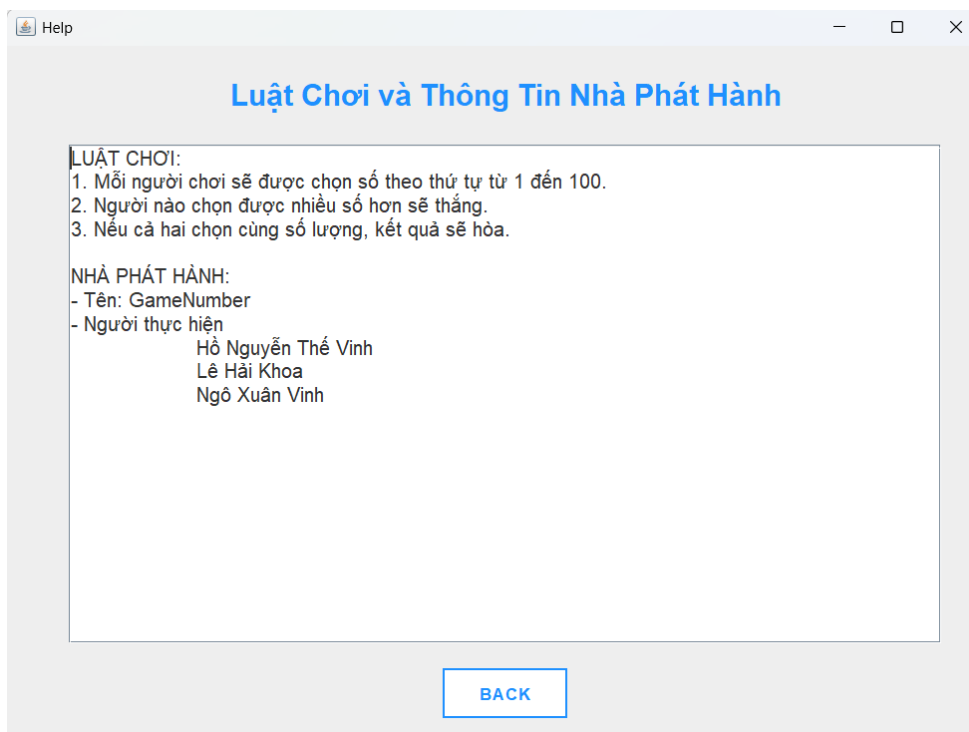 Help
Luật Chơi và Thông Tin Nhà Phát Hành
LUẬT CHƠI:
1. Mỗi người chơi sẽ được chọn số theo thứ tự từ 1 đến 100.
2. Người nào chọn được nhiều số hơn sẽ thắng.
3. Nếu cả hai chọn cùng số lượng, kết quả sẽ hòa.
NHÀ PHÁT HÀNH:
- Tên: GameNumber
- Người thực hiện
Hồ Nguyễn Thế Vinh
Lê Hải Khoa
Ngô Xuân Vinh
BACK